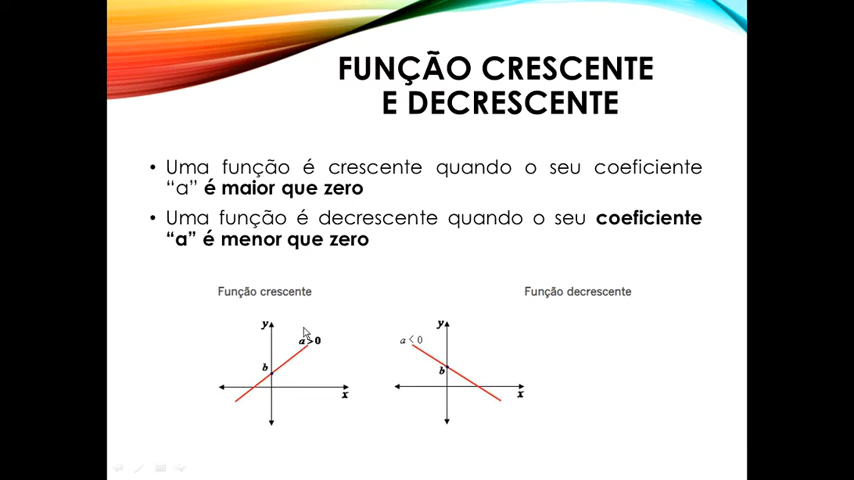 FUNÇÃO CRESCENTE
E DECRESCENTE
• Uma função é crescente quando o seu coeficiente
“a” é maior que zero
• Uma função é decrescente quando o seu coeficiente
“a” é menor que zero
Função crescente
Função decrescente
y
a>0
b
x
y
a < 0
b
x